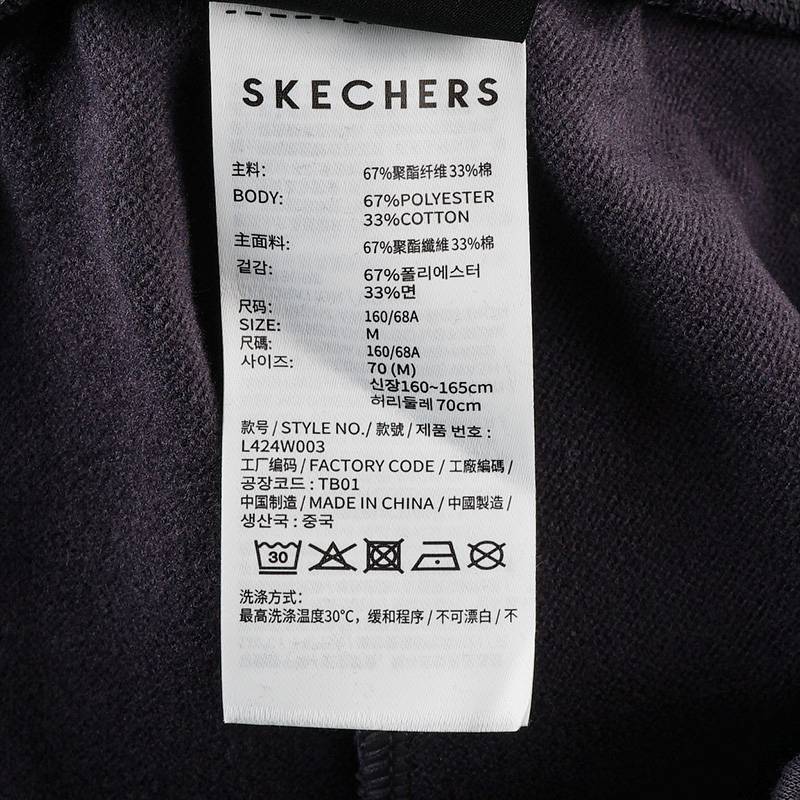 SKECHERS
主料: 67%聚酯纤维33%棉
BODY: 67%POLYESTER
33%COTTON
主面料: 67%聚酯纖維33%棉
겉감: 67%폴리에스터
33%면
尺码: 160/68A
SIZE: M
尺碼: 160/68A
사이즈: 70 (M)
신장160~165cm
허리둘레70cm
款号 / STYLE NO. / 款號 / 제품 번호 :
L424W003
工厂编码 / FACTORY CODE / 工廠編碼 /
공장코드 : TB01
中国制造 / MADE IN CHINA / 中國製造 /
생산국 : 중국
30
洗涤方式:
最高洗涤温度30°C，缓和程序 / 不可漂白 / 不